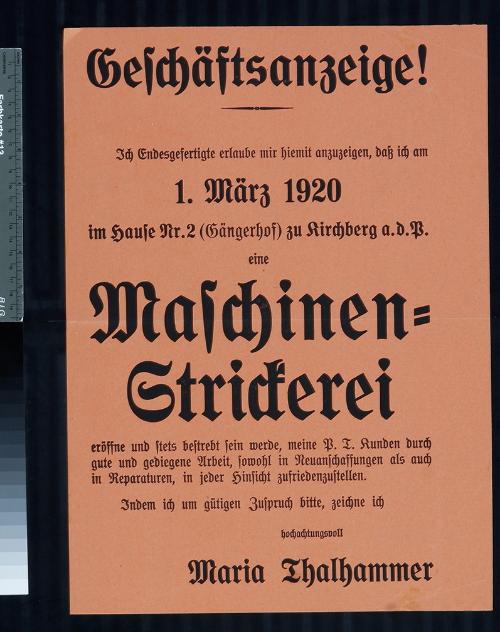 Geschäftsanzeige!
Ich Endesgefertigte erlaube mir hiemit anzuzeigen, daß ich am
1. März 1920
im Hause Nr. 2 (Gängerhof) zu Kirchberg a. d. P.
eine
Maschinen-
Strickerei
eröffne und stets bestrebt sein werde, meine P. T. Kunden durch
gute und gediegene Arbeit, sowohl in Neuanschaffungen als auch
in Reparaturen, in jeder Hinsicht zufriedenzustellen.
Indem ich um gütigen Zuspruch bitte, zeichne ich
hochachtungsvoll
Maria Thalhammer